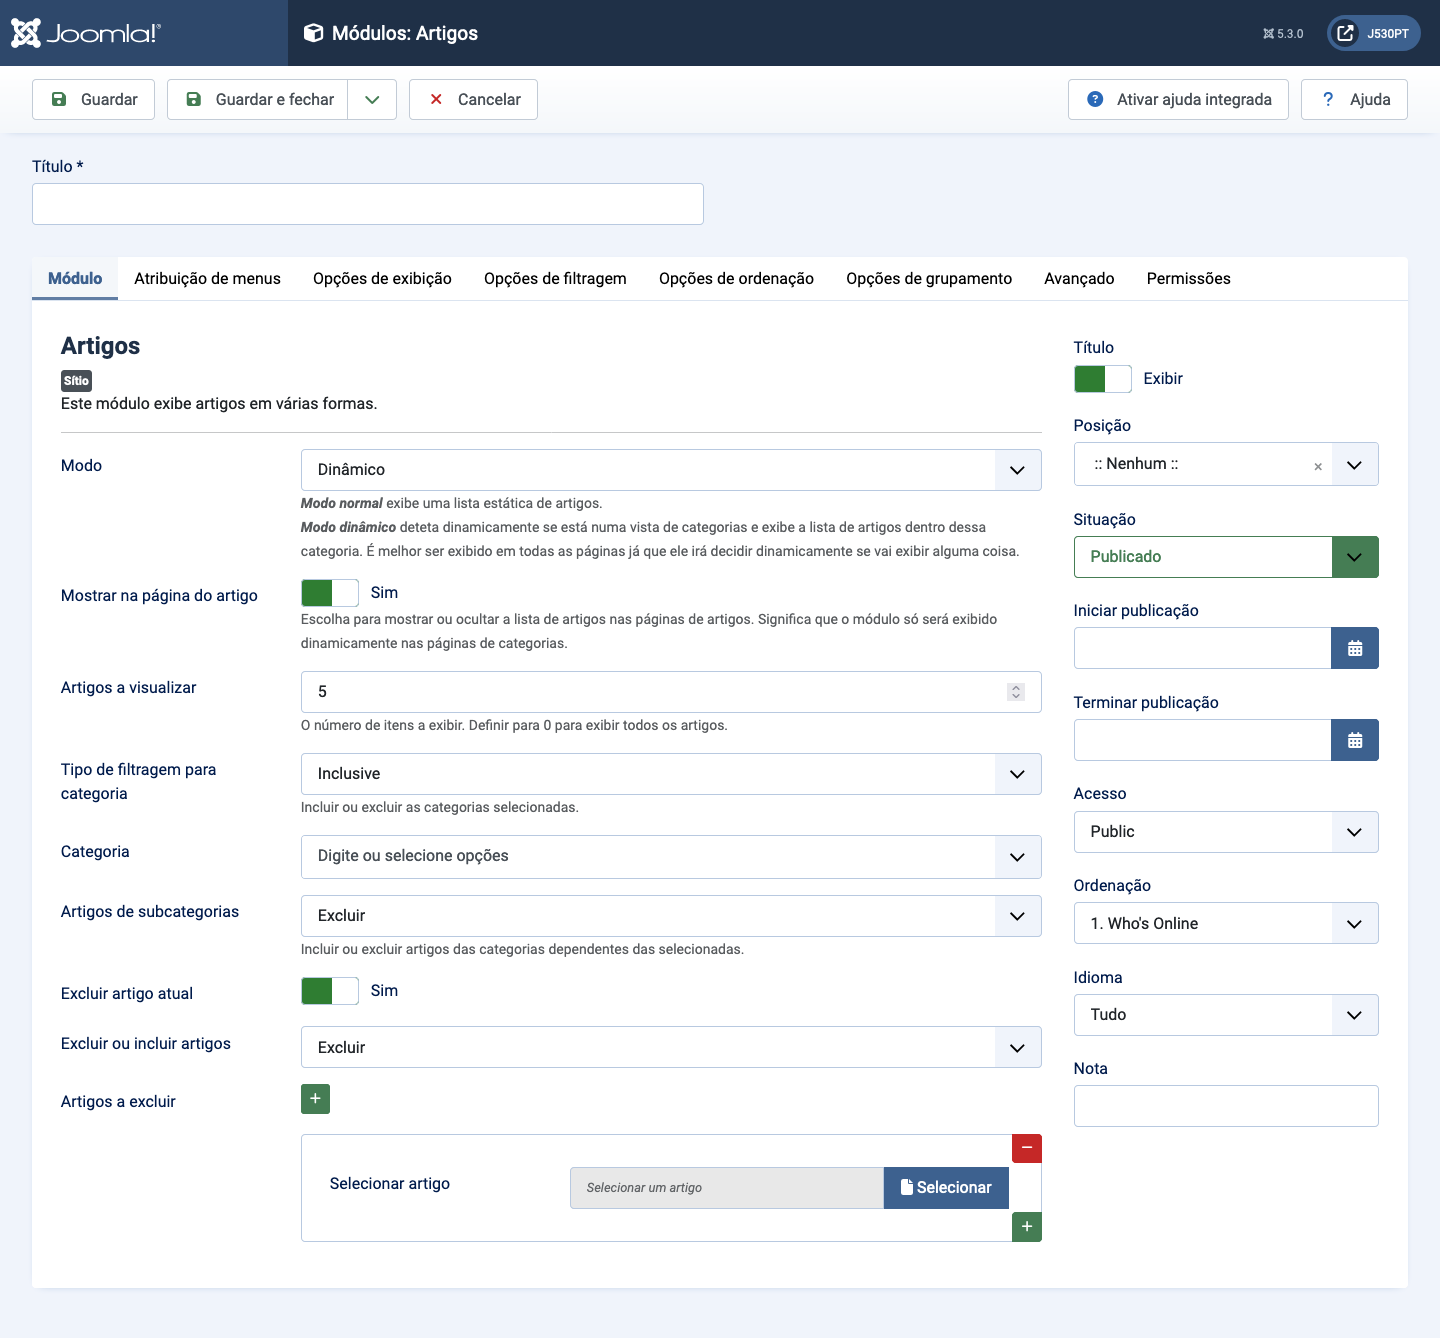 Joomla!®
Módulos: Artigos
5.3.0
J530PT
Guardar
Guardar e fechar
Cancelar
Ativar ajuda integrada
? Ajuda
Título *
Módulo
Atribuição de menus
Opções de exibição
Opções de filtragem
Opções de ordenação
Opções de grupamento
Avançado
Permissões
Artigos
Sítio
Este módulo exibe artigos em várias formas.
Modo
Dinâmico
Modo normal exibe uma lista estática de artigos.
Modo dinâmico deteta dinamicamente se está numa vista de categorias e exibe a lista de artigos dentro dessa
categoria. É melhor ser exibido em todas as páginas já que ele irá decidir dinamicamente se vai exibir alguma coisa.
Mostrar na página do artigo
Sim
Escolha para mostrar ou ocultar a lista de artigos nas páginas de artigos. Significa que o módulo só será exibido
dinamicamente nas páginas de categorias.
Artigos a visualizar
5
O número de itens a exibir. Definir para 0 para exibir todos os artigos.
Tipo de filtragem para
categoria
Inclusive
Incluir ou excluir as categorias selecionadas.
Categoria
Digite ou selecione opções
Artigos de subcategorias
Excluir
Incluir ou excluir artigos das categorias dependentes das selecionadas.
Excluir artigo atual
Sim
Excluir ou incluir artigos
Excluir
Artigos a excluir
Selecionar artigo
Selecionar um artigo
Selecionar
Título
Exibir
Posição
:: Nenhum ::
Situação
Publicado
Iniciar publicação
Terminar publicação
Acesso
Public
Ordenação
1. Who's Online
Idioma
Tudo
Nota